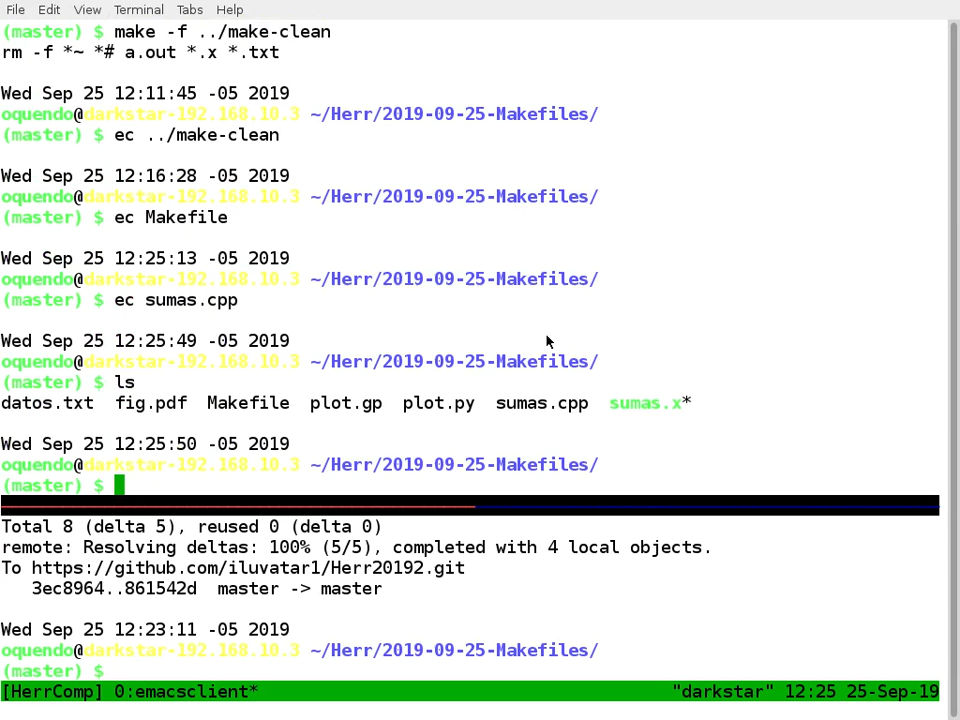 File Edit View Terminal Tabs Help
(master) $ make -f ../make-clean
rm -f *~ *# a.out *.x *.txt
Wed Sep 25 12:11:45 -05 2019
oquendo@darkstar-192.168.10.3 ~/Herr/2019-09-25-Makefiles/
(master) $ ec ../make-clean
Wed Sep 25 12:16:28 -05 2019
oquendo@darkstar-192.168.10.3 ~/Herr/2019-09-25-Makefiles/
(master) $ ec Makefile
Wed Sep 25 12:25:13 -05 2019
oquendo@darkstar-192.168.10.3 ~/Herr/2019-09-25-Makefiles/
(master) $ ec sumas.cpp
Wed Sep 25 12:25:49 -05 2019
oquendo@darkstar-192.168.10.3 ~/Herr/2019-09-25-Makefiles/
(master) $ ls
datos.txt  fig.pdf  Makefile  plot.gp  plot.py  sumas.cpp  sumas.x*
Wed Sep 25 12:25:50 -05 2019
oquendo@darkstar-192.168.10.3 ~/Herr/2019-09-25-Makefiles/
(master) $
Total 8 (delta 5), reused 0 (delta 0)
remote: Resolving deltas: 100% (5/5), completed with 4 local objects.
To https://github.com/iluvatar1/Herr20192.git
   3ec8964..861542d  master -> master
Wed Sep 25 12:23:11 -05 2019
oquendo@darkstar-192.168.10.3 ~/Herr/2019-09-25-Makefiles/
(master) $
[HerrComp] 0:emacsclient* "darkstar" 12:25 25-Sep-19